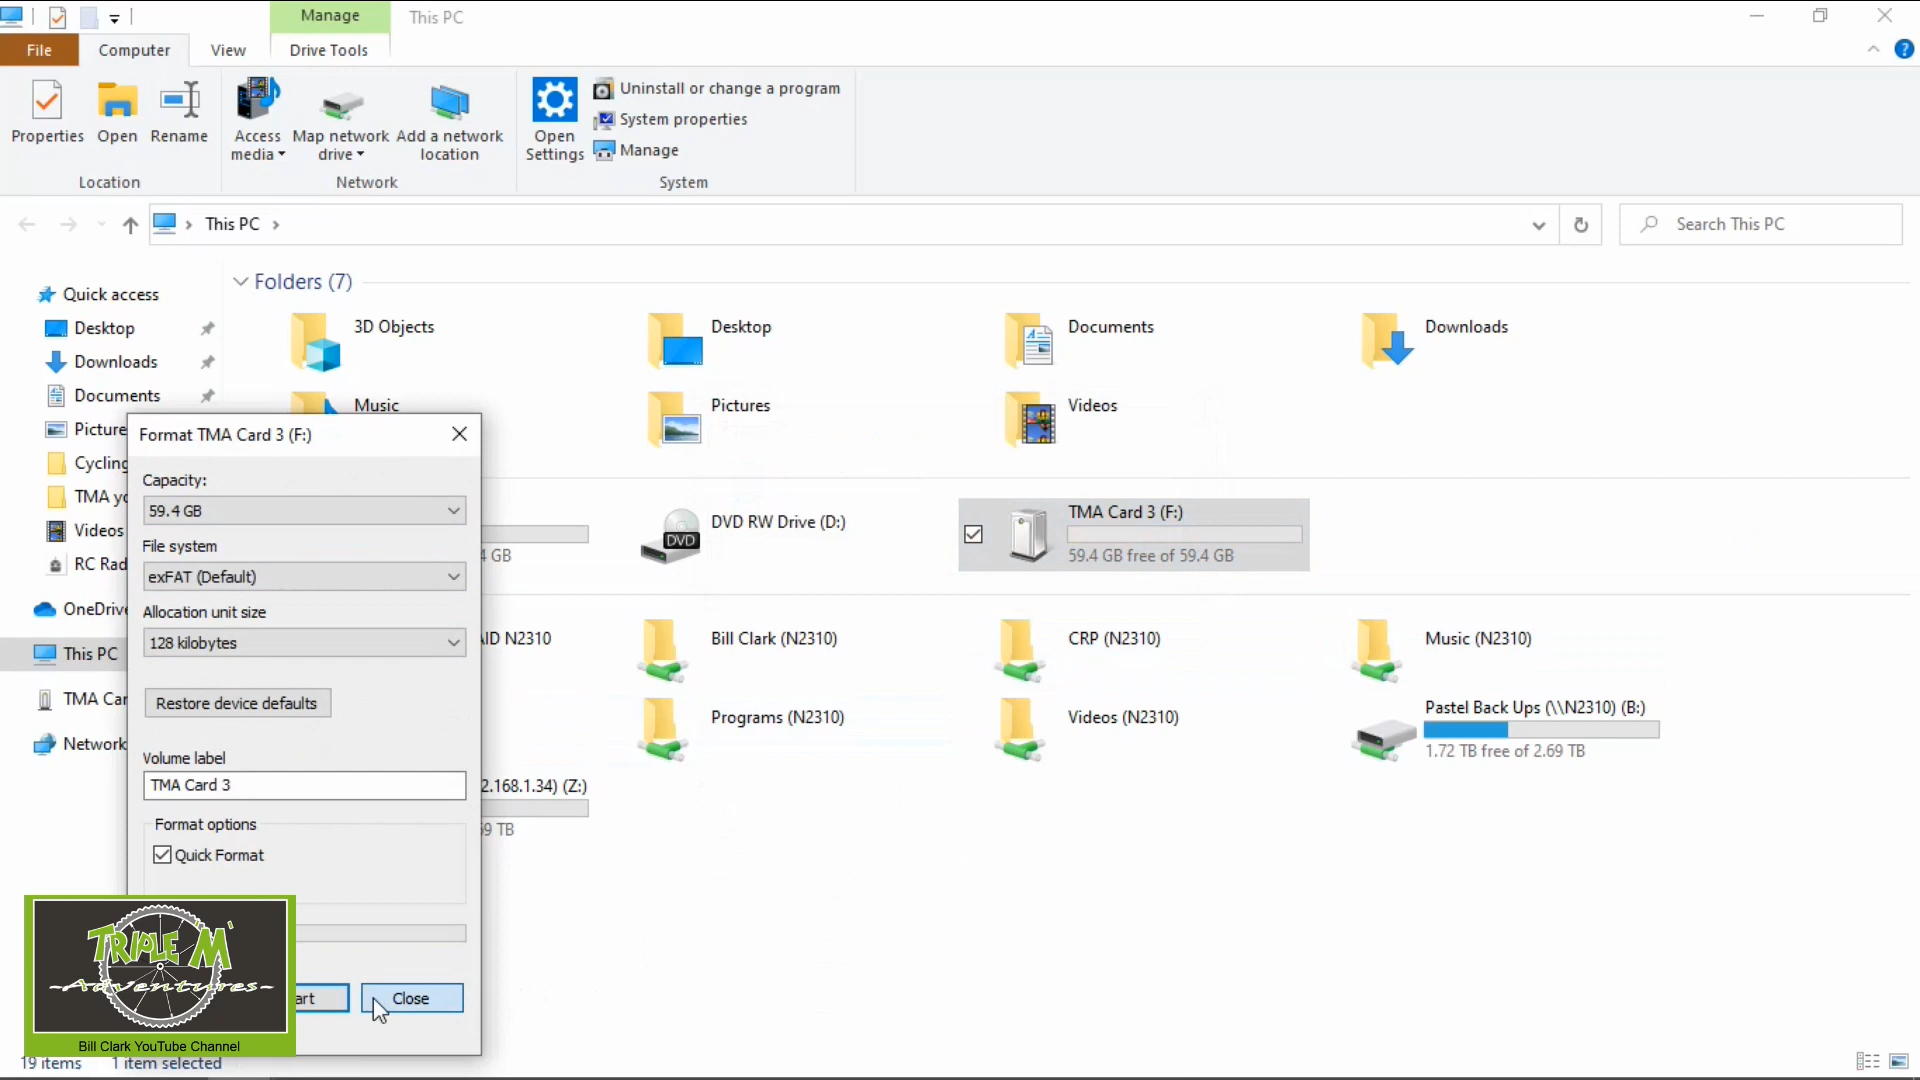 Manage
This PC
File
Computer
View
Drive Tools
Properties
Open
Rename
Access media
Map network drive
Add a network location
Open Settings
Uninstall or change a program
System properties
Manage
Location
Network
System
This PC
Search This PC
Quick access
Desktop
Downloads
Documents
Picture
Cycling
TMA yo
Videos
RC Rad
OneDrive
This PC
TMA Car
Network
Folders (7)
3D Objects
Desktop
Documents
Downloads
Music
Pictures
Videos
4 GB
DVD
DVD RW Drive (D:)
TMA Card 3 (F:)
59.4 GB free of 59.4 GB
AID N2310
Bill Clark (N2310)
CRP (N2310)
Music (N2310)
Programs (N2310)
Videos (N2310)
Pastel Back Ups (\\N2310) (B:)
1.72 TB free of 2.69 TB
2.168.1.34) (Z:)
69 TB
Format TMA Card 3 (F:)
Capacity:
59.4 GB
File system
exFAT (Default)
Allocation unit size
128 kilobytes
Restore device defaults
Volume label
TMA Card 3
Format options
Quick Format
art
Close
TRIPLE M'
-Adventures-
Bill Clark YouTube Channel
19 items
1 item selected